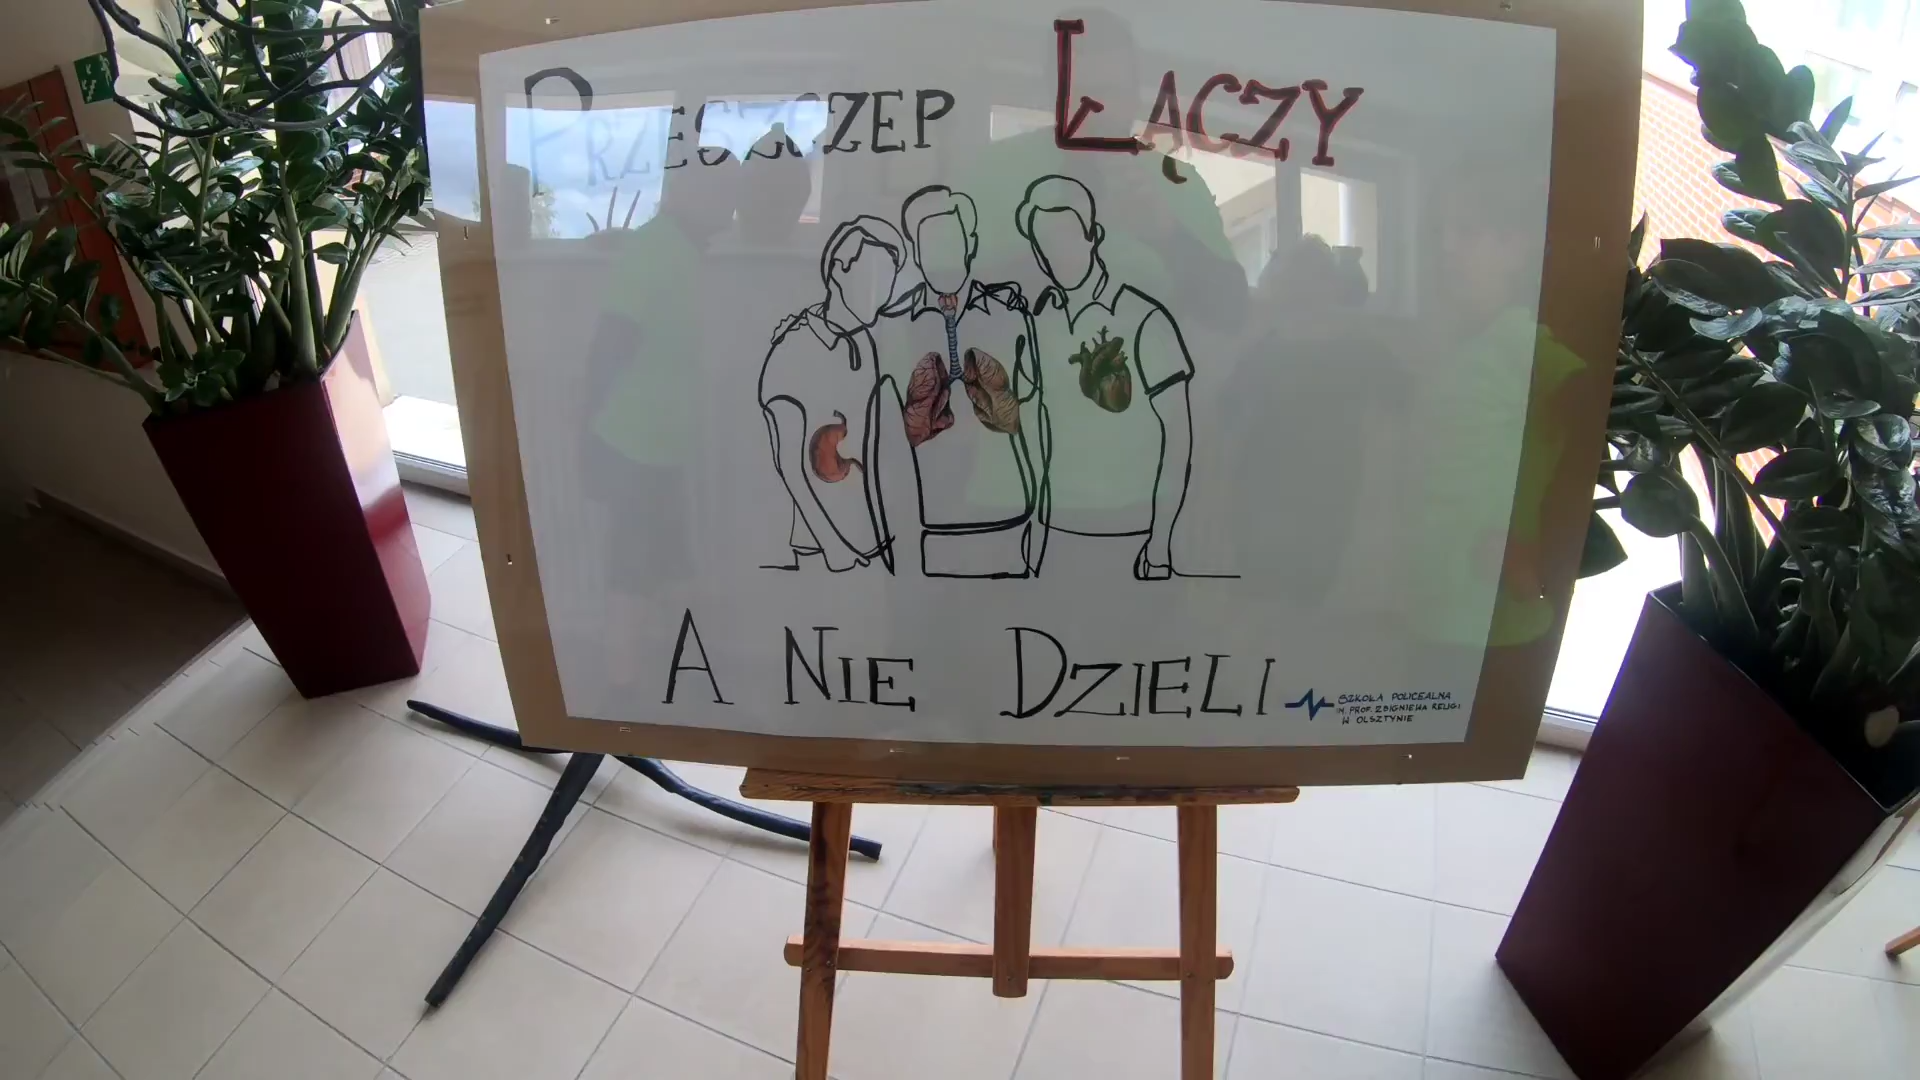 PRZESZCZEP ŁĄCZY
A NIE DZIELI
SZKOŁA POLICEALNA
IM. PROF. ZBIGNIEWA RELIGI
W OLSZTYNIE